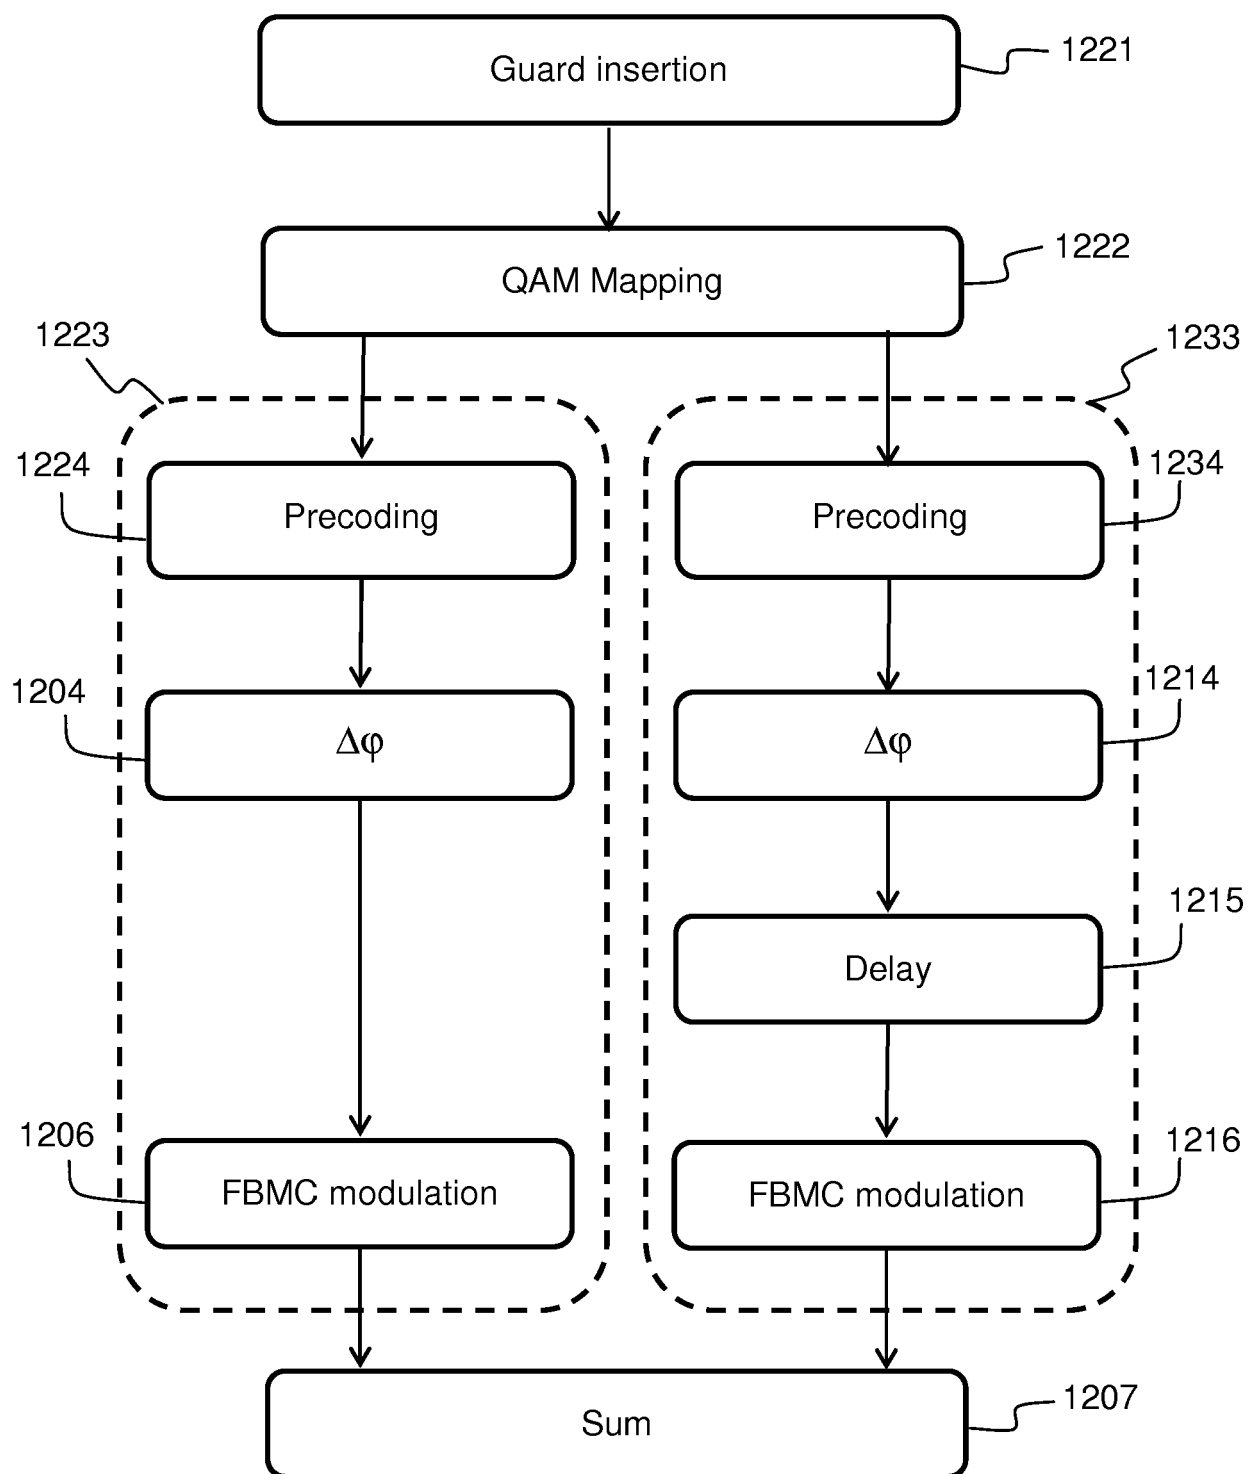 Guard insertion
1221
QAM Mapping
1222
1223
1233
1224
Precoding
Precoding
1234
1204
Δφ
Δφ
1214
Delay
1215
1206
FBMC modulation
FBMC modulation
1216
Sum
1207